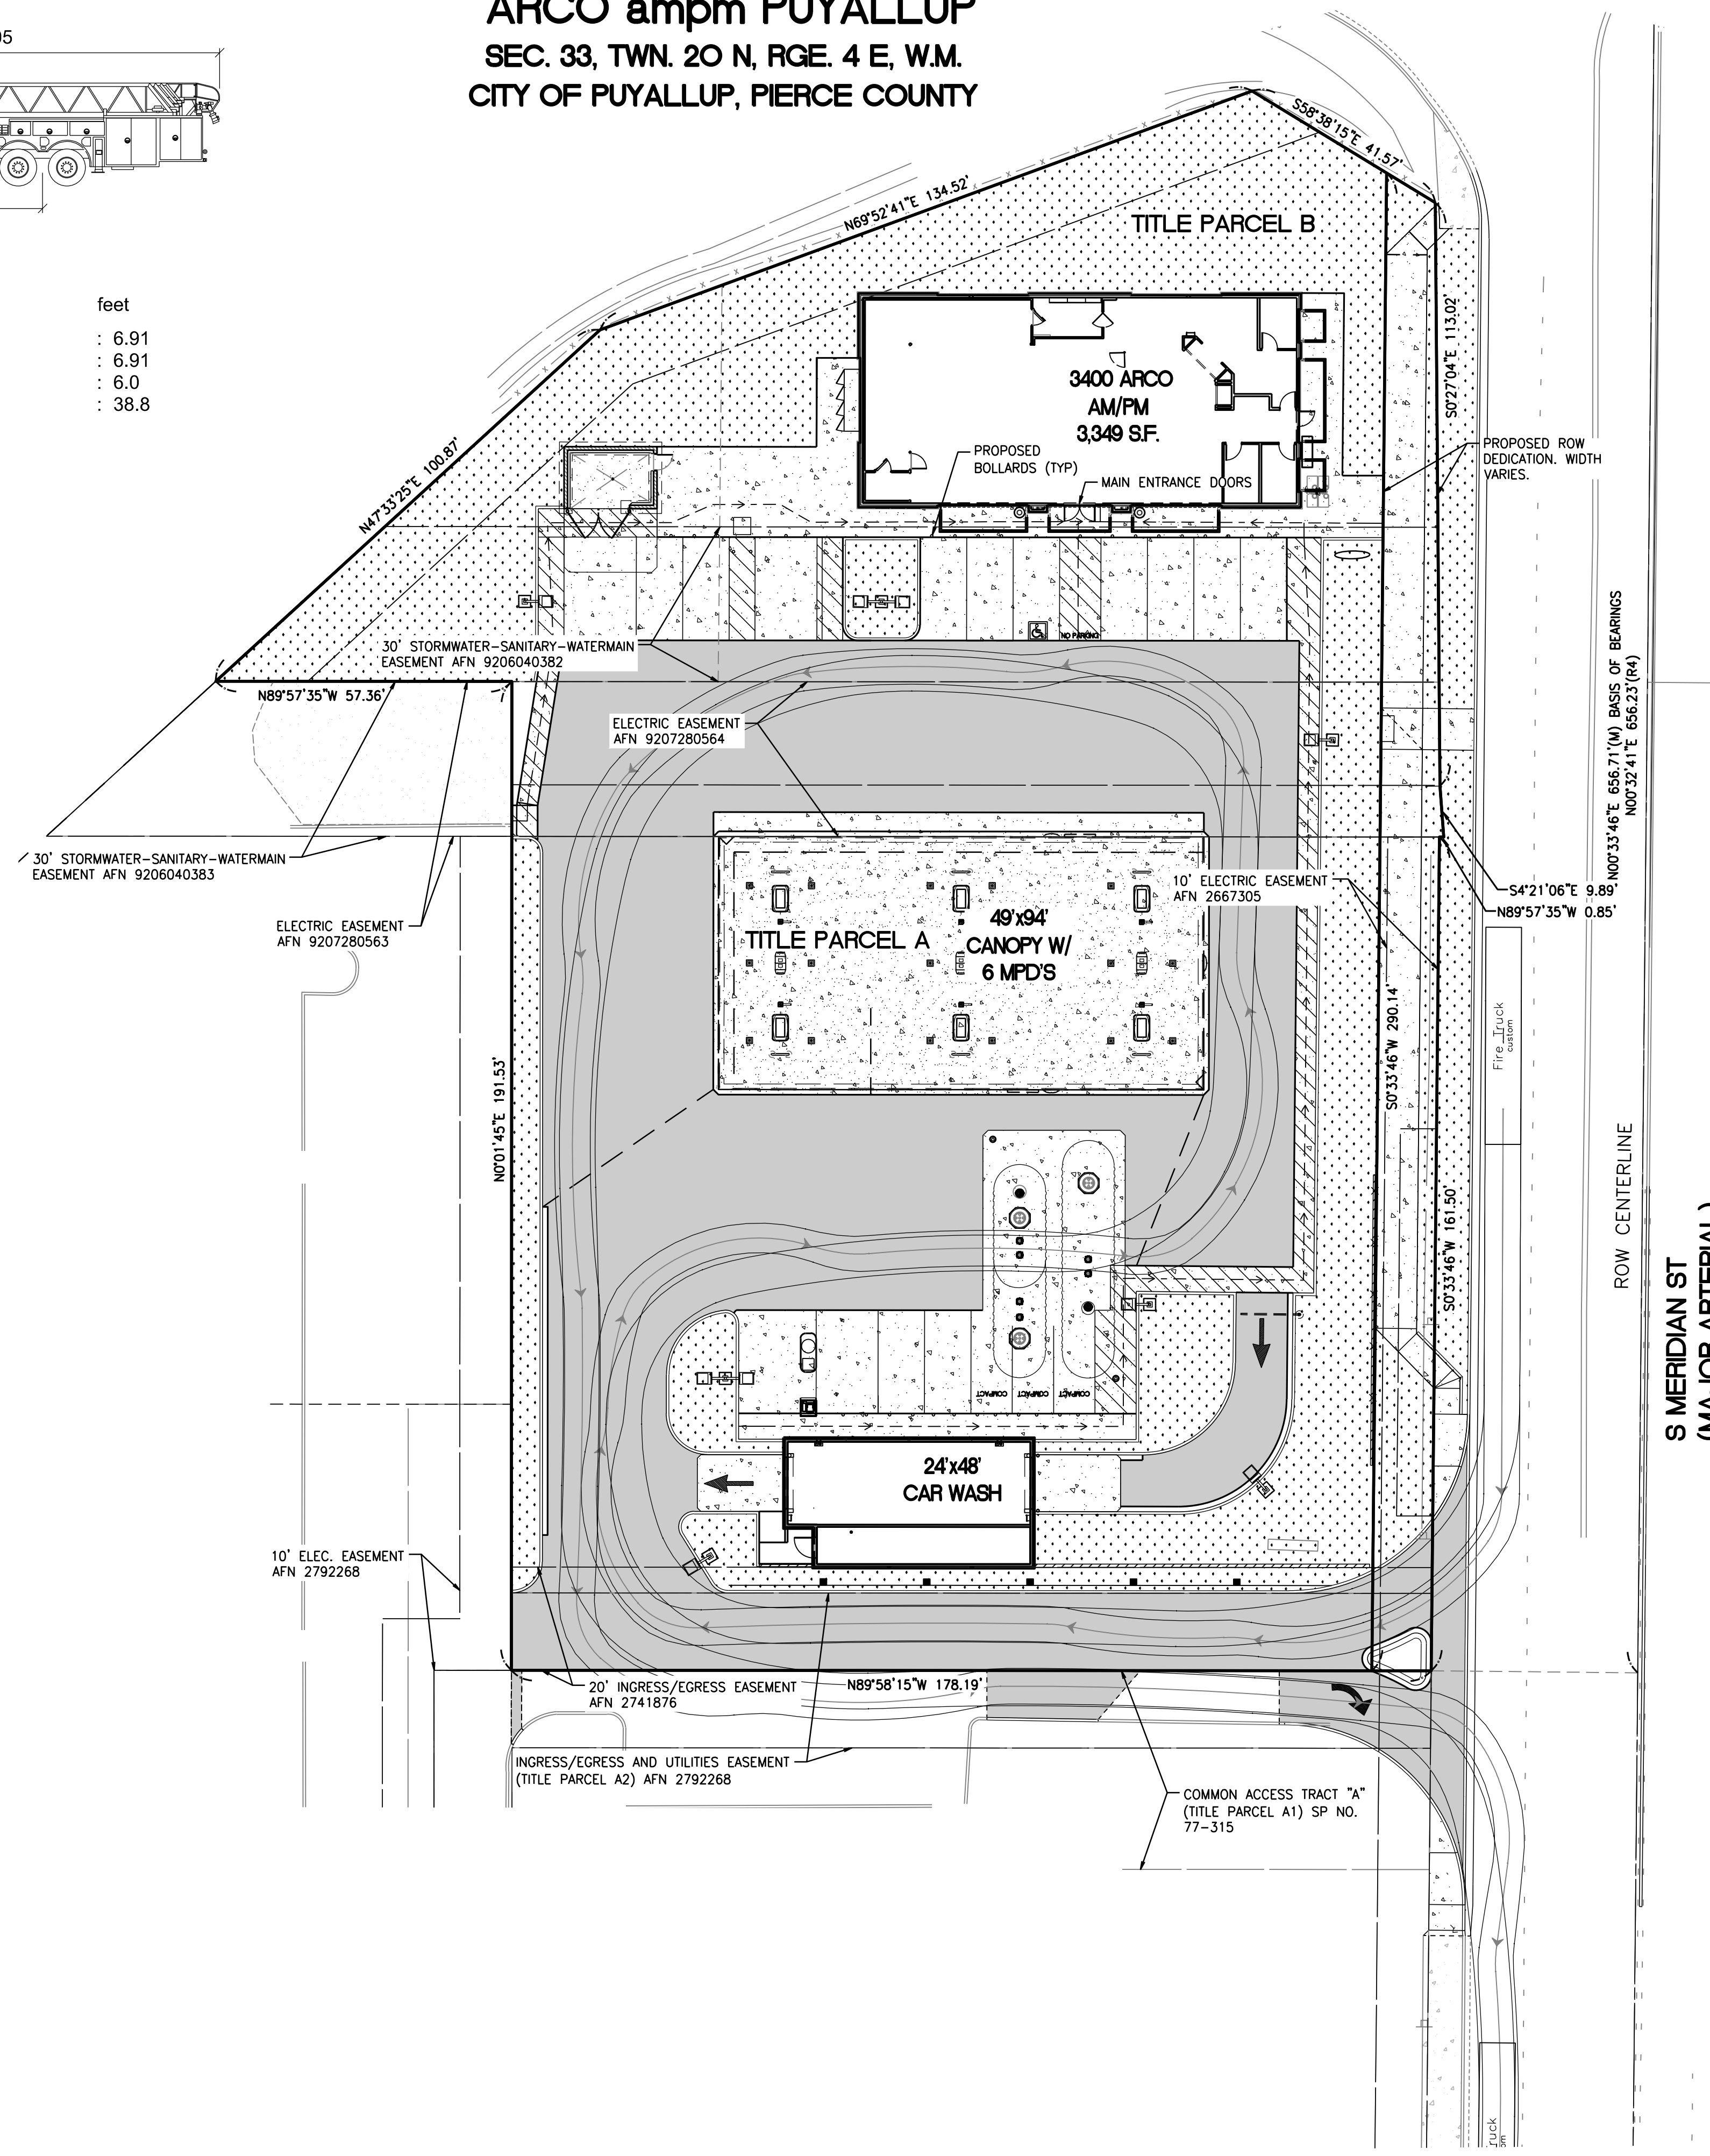 ARCO ampm PUYALLUP
SEC. 33, TWN. 20 N, RGE. 4 E, W.M.
CITY OF PUYALLUP, PIERCE COUNTY
feet
: 6.91
: 6.91
: 6.0
: 38.8
S58°38'15"E 41.57'
N69°52'41"E 134.52'
TITLE PARCEL B
S0°27'04"E 113.02'
3400 ARCO
AM/PM
3,349 S.F.
N47°33'25"E 100.87'
PROPOSED
BOLLARDS (TYP)
MAIN ENTRANCE DOORS
PROPOSED ROW
DEDICATION. WIDTH
VARIES.
NO PARKING
30' STORMWATER-SANITARY-WATERMAIN
EASEMENT AFN 9206040382
N89°57'35"W 57.36'
ELECTRIC EASEMENT
AFN 9207280564
N00°33'46"E 656.71'(M) BASIS OF BEARINGS
N00°32'41"E 656.23'(R4)
30' STORMWATER-SANITARY-WATERMAIN
EASEMENT AFN 9206040383
10' ELECTRIC EASEMENT
AFN 2667305
S4°21'06"E 9.89'
N89°57'35"W 0.85'
ELECTRIC EASEMENT
AFN 9207280563
TITLE PARCEL A
49'x94'
CANOPY W/
6 MPD'S
Fire Truck
custom
S0°33'46"W 290.14'
N0°01'45"E 191.53'
ROW CENTERLINE
S0°33'46"W 161.50'
S MERIDIAN ST
(MAJOR ARTERIAL)
COMPACT
COMPACT
COMPACT
24'x48'
CAR WASH
10' ELEC. EASEMENT
AFN 2792268
20' INGRESS/EGRESS EASEMENT
AFN 2741876
N89°58'15"W 178.19'
INGRESS/EGRESS AND UTILITIES EASEMENT
(TITLE PARCEL A2) AFN 2792268
COMMON ACCESS TRACT "A"
(TITLE PARCEL A1) SP NO.
77-315